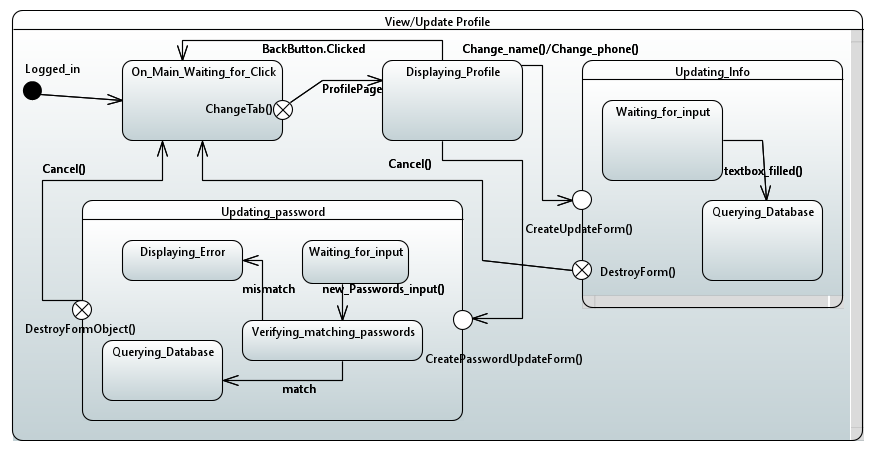 View/Update Profile
BackButton.Clicked
Change_name()/Change_phone()
Logged_in
On_Main_Waiting_for_Click
Displaying_Profile
Updating_Info
ChangeTab()
ProfilePage
Waiting_for_input
Cancel()
Cancel()
textbox_filled()
Updating_password
Querying_Database
CreateUpdateForm()
Displaying_Error
Waiting_for_input
DestroyForm()
mismatch
new_Passwords_input()
DestroyFormObject()
Verifying_matching_passwords
Querying_Database
CreatePasswordUpdateForm()
match